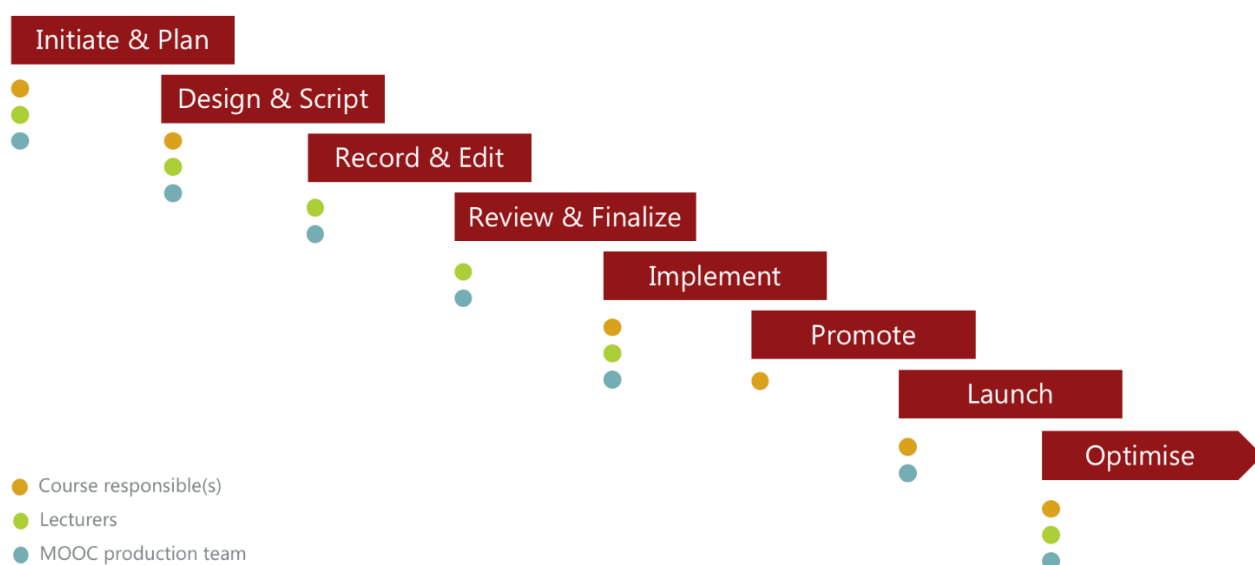 Initiate & Plan
Design & Script
Record & Edit
Review & Finalize
Implement
Promote
Launch
Optimise
Course responsible(s)
Lecturers
MOOC production team